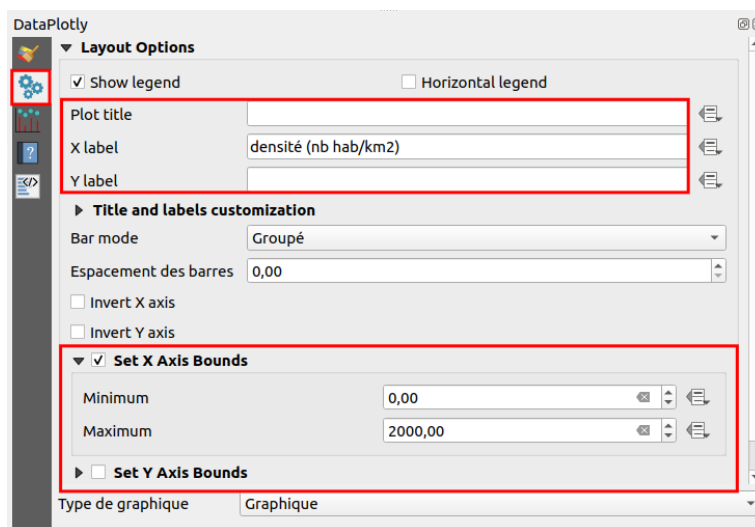 DataPlotly
Layout Options
Show legend Horizontal legend
Plot title
X label densité (nb hab/km2)
Y label
Title and labels customization
Bar mode Groupé
Espacement des barres 0,00
Invert X axis
Invert Y axis
Set X Axis Bounds
Minimum 0,00
Maximum 2000,00
Set Y Axis Bounds
Type de graphique Graphique